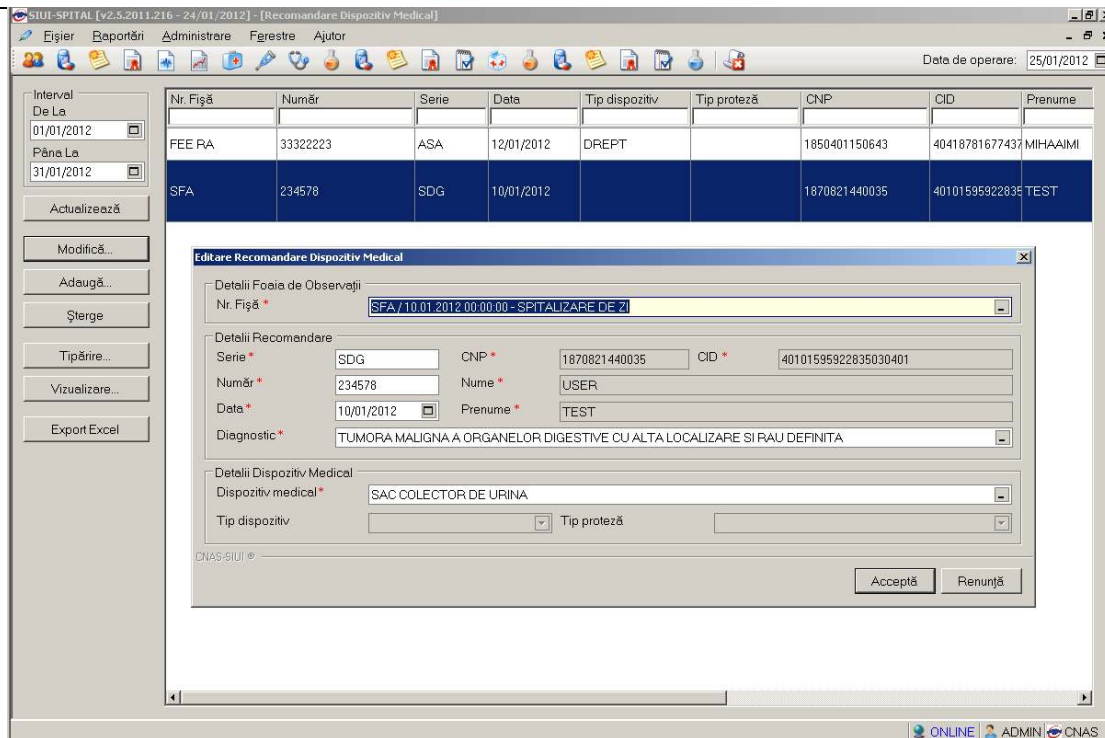 SIUI-SPITAL [v2.5.2011.216 - 24/01/2012] - [Recomandare Dispozitiv Medical]
Fişier Raportări Administrare Ferestre Ajutor
Data de operare: 25/01/2012
Interval
De La
01/01/2012
Pâna La
31/01/2012
Actualizează
Modifică...
Adaugă...
Şterge
Tipărire...
Vizualizare...
Export Excel
Nr. Fişă Număr Serie Data Tip dispozitiv Tip proteză CNP CID Prenume
FEE RA 33322223 ASA 12/01/2012 DREPT 1850401150643 40418781677437 MIHAAIMI
SFA 234578 SDG 10/01/2012 1870821440035 40101595922835 TEST
Editare Recomandare Dispozitiv Medical
Detalii Foaia de Observaţii
Nr. Fişă * SFA / 10.01.2012 00:00:00 - SPITALIZARE DE ZI
Detalii Recomandare
Serie * SDG CNP * 1870821440035 CID * 40101595922835030401
Număr * 234578 Nume * USER
Data * 10/01/2012 Prenume * TEST
Diagnostic * TUMORA MALIGNA A ORGANELOR DIGESTIVE CU ALTA LOCALIZARE SI RAU DEFINITA
Detalii Dispozitiv Medical
Dispozitiv medical * SAC COLECTOR DE URINA
Tip dispozitiv Tip proteză
CNAS-SIUI ®
Acceptă Renunţă
ONLINE ADMIN CNAS